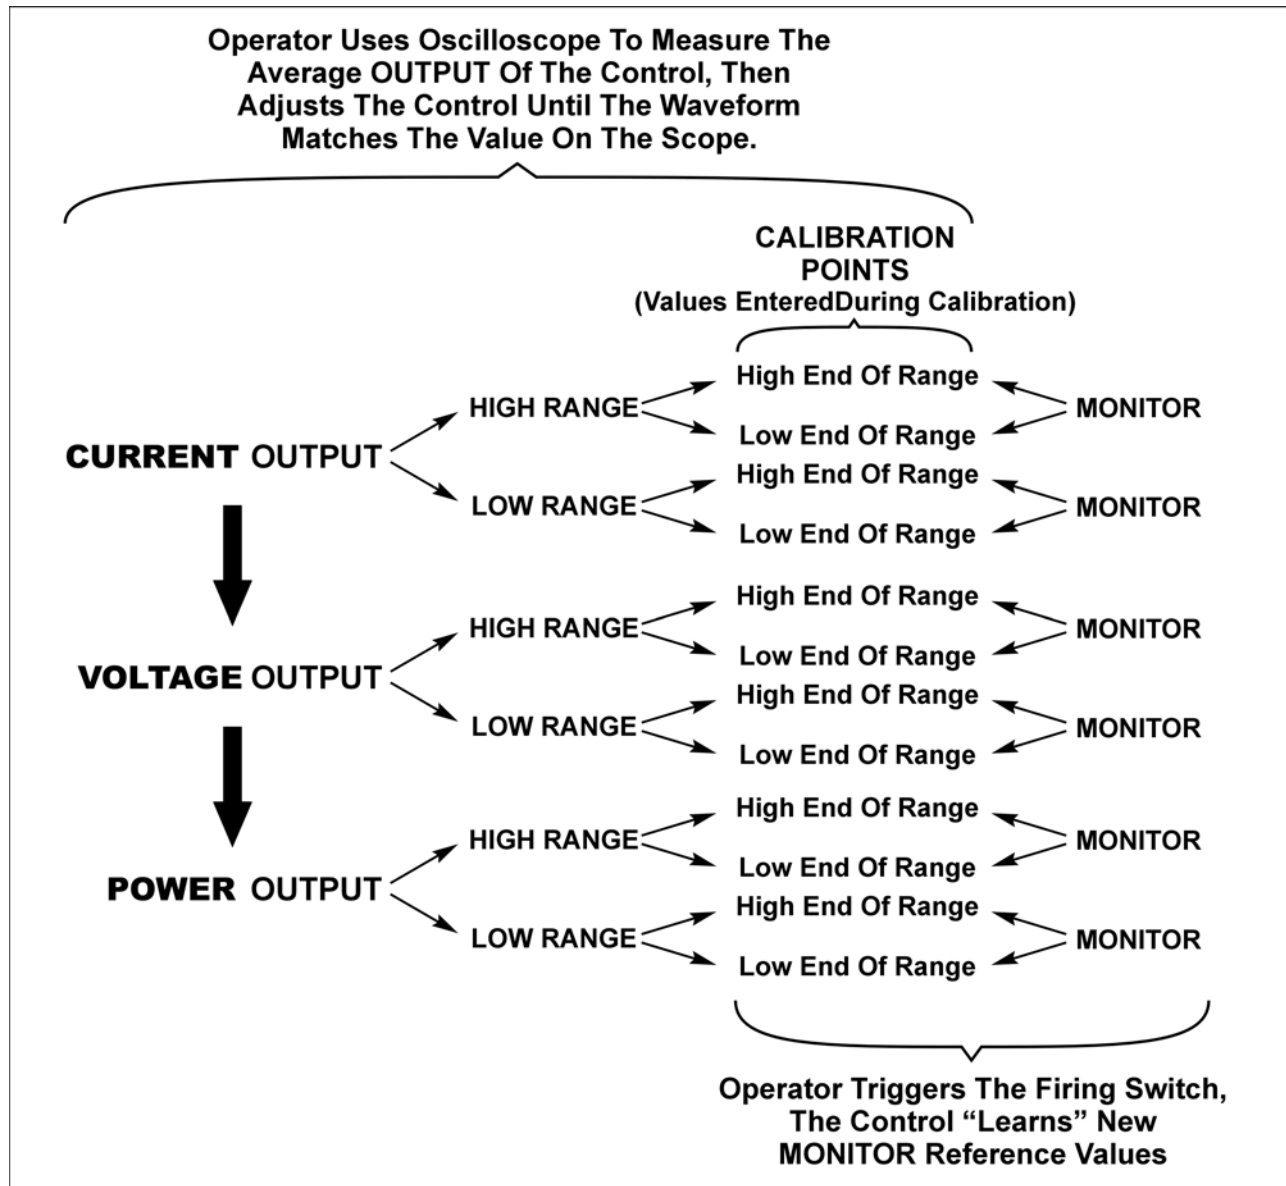 Operator Uses Oscilloscope To Measure The
Average OUTPUT Of The Control, Then
Adjusts The Control Until The Waveform
Matches The Value On The Scope.
CALIBRATION
POINTS
(Values EnteredDuring Calibration)
CURRENT OUTPUT
HIGH RANGE
High End Of Range
Low End Of Range
MONITOR
LOW RANGE
High End Of Range
Low End Of Range
MONITOR
VOLTAGE OUTPUT
HIGH RANGE
High End Of Range
Low End Of Range
MONITOR
LOW RANGE
High End Of Range
Low End Of Range
MONITOR
POWER OUTPUT
HIGH RANGE
High End Of Range
Low End Of Range
MONITOR
LOW RANGE
High End Of Range
Low End Of Range
MONITOR
Operator Triggers The Firing Switch,
The Control “Learns” New
MONITOR Reference Values